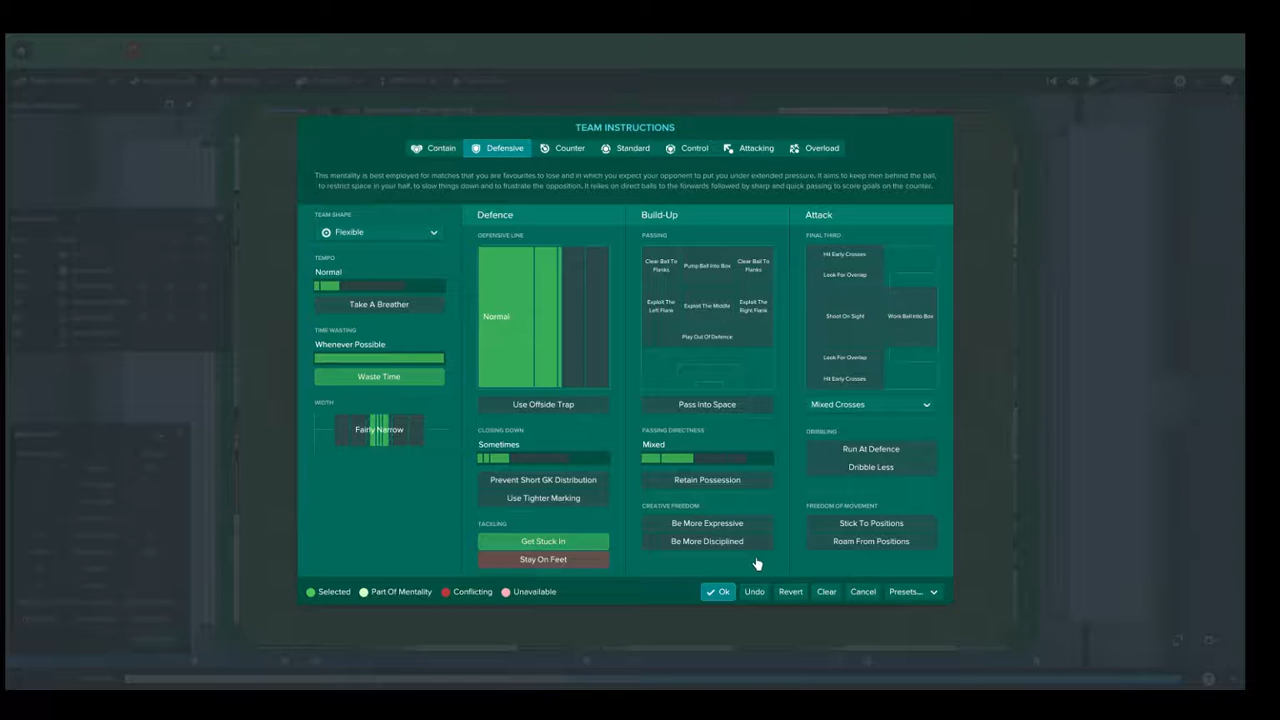 TEAM INSTRUCTIONS
Contain
Defensive
Counter
Standard
Control
Attacking
Overload
This mentality is best employed for matches that you are favourites to lose and in which you expect your opponent to put you under extended pressure. It aims to keep men behind the ball,
to restrict space in your half, to slow things down and to frustrate the opposition. It relies on direct balls to the forwards followed by sharp and quick passing to score goals on the counter.
TEAM SHAPE
Flexible
TEMPO
Normal
Take A Breather
TIME WASTING
Whenever Possible
Waste Time
WIDTH
Fairly Narrow
Defence
DEFENSIVE LINE
Normal
Use Offside Trap
CLOSING DOWN
Sometimes
Prevent Short GK Distribution
Use Tighter Marking
TACKLING
Get Stuck In
Stay On Feet
Build-Up
PASSING
Clear Ball To
Flanks
Pump Ball Into Box
Clear Ball To
Flanks
Exploit The
Left Flank
Exploit The Middle
Exploit The
Right Flank
Play Out Of Defence
Pass Into Space
PASSING DIRECTNESS
Mixed
Retain Possession
CREATIVE FREEDOM
Be More Expressive
Be More Disciplined
Attack
FINAL THIRD
Hit Early Crosses
Look For Overlap
Shoot On Sight
Work Ball Into Box
Look For Overlap
Hit Early Crosses
Mixed Crosses
DRIBBLING
Run At Defence
Dribble Less
FREEDOM OF MOVEMENT
Stick To Positions
Roam From Positions
Selected
Part Of Mentality
Conflicting
Unavailable
Ok
Undo
Revert
Clear
Cancel
Presets...